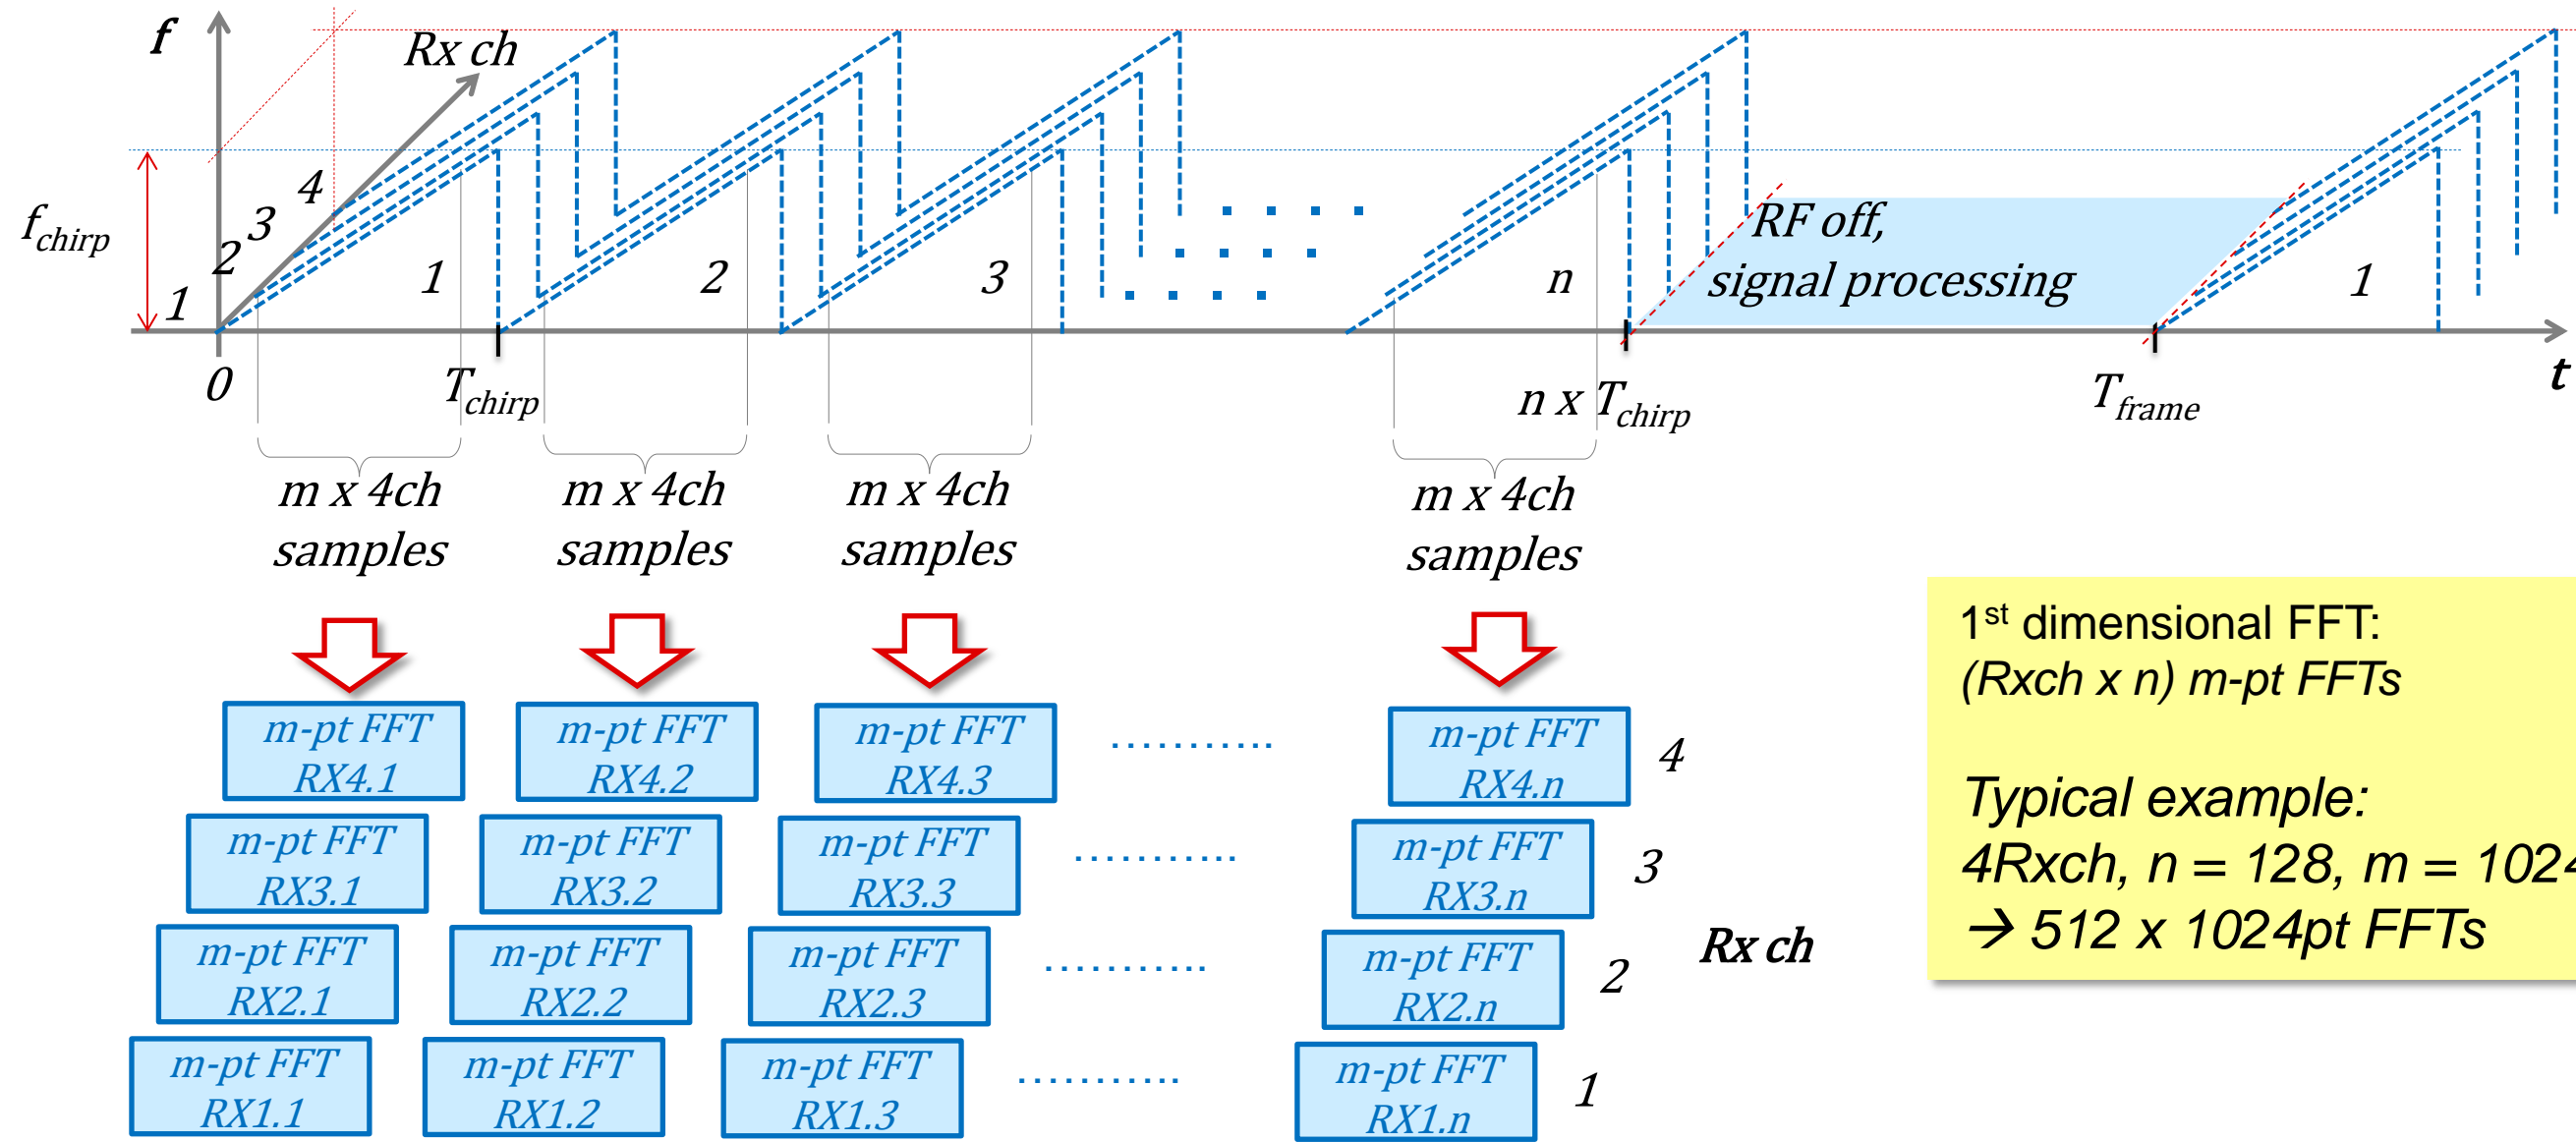 f
Rx ch
f_chirp
1
2
3
4
1
2
3
n
RF off,
signal processing
1
0
T_chirp
n x T_chirp
T_frame
t
m x 4ch
samples
m x 4ch
samples
m x 4ch
samples
m x 4ch
samples
1st dimensional FFT:
(Rxch x n) m-pt FFTs
Typical example:
4Rxch, n = 128, m = 1024
→ 512 x 1024pt FFTs
m-pt FFT
RX4.1
m-pt FFT
RX4.2
m-pt FFT
RX4.3
...........
m-pt FFT
RX4.n
4
m-pt FFT
RX3.1
m-pt FFT
RX3.2
m-pt FFT
RX3.3
...........
m-pt FFT
RX3.n
3
m-pt FFT
RX2.1
m-pt FFT
RX2.2
m-pt FFT
RX2.3
...........
m-pt FFT
RX2.n
2
Rx ch
m-pt FFT
RX1.1
m-pt FFT
RX1.2
m-pt FFT
RX1.3
...........
m-pt FFT
RX1.n
1